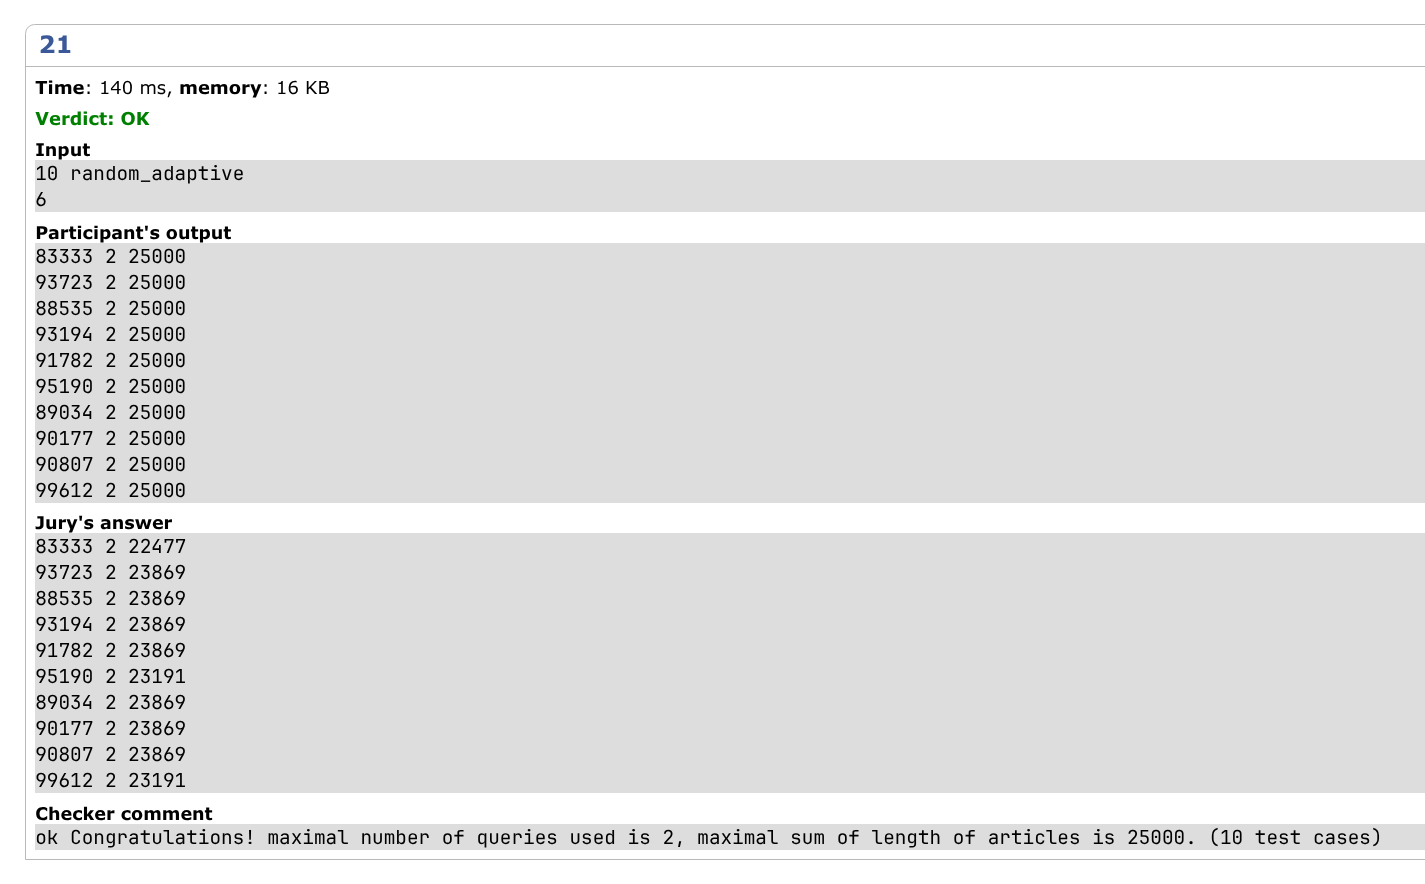 21
Time: 140 ms, memory: 16 KB
Verdict: OK
Input
10 random_adaptive
6
Participant's output
83333 2 25000
93723 2 25000
88535 2 25000
93194 2 25000
91782 2 25000
95190 2 25000
89034 2 25000
90177 2 25000
90807 2 25000
99612 2 25000
Jury's answer
83333 2 22477
93723 2 23869
88535 2 23869
93194 2 23869
91782 2 23869
95190 2 23191
89034 2 23869
90177 2 23869
90807 2 23869
99612 2 23191
Checker comment
ok Congratulations! maximal number of queries used is 2, maximal sum of length of articles is 25000. (10 test cases)